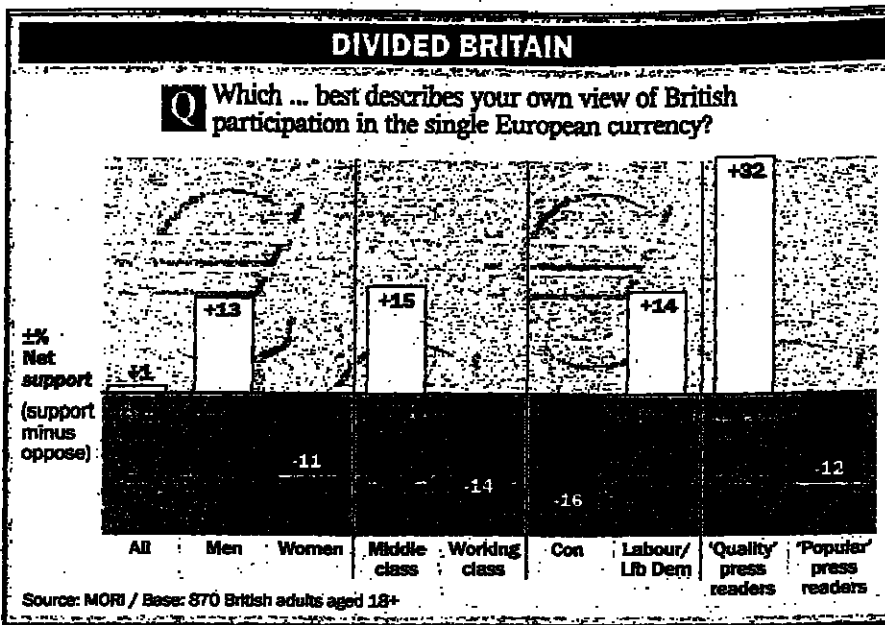 DIVIDED BRITAIN
Q Which ... best describes your own view of British
participation in the single European currency?
+32
+15
+14
+13
+1
±%
Net
support
(support
minus
oppose)
-11
-14
-16
-12
All Men Women Middle class Working class Con Labour/ Lib Dem 'Quality' press readers 'Popular' press readers
Source: MORI / Base: 870 British adults aged 18+